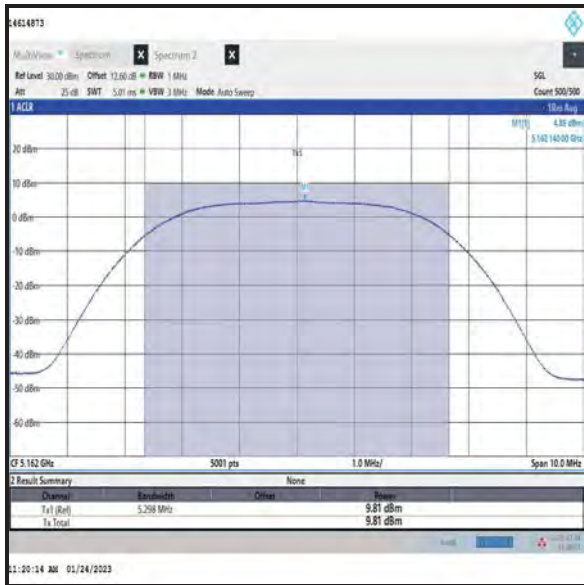 14614873
MultiView Spectrum X Spectrum 2 X
Ref Level 30.00 dBm Offset 12.60 dB RBW 1 MHz SGL
Att 25 dB SWT 5.01 ms VBW 3 MHz Mode Auto Sweep Count 500/500
1 ACLR 1Rm Avg
M1[1] 4.88 dBm
5.162 140 00 GHz
20 dBm
Tx1
10 dBm
M1
0 dBm
-10 dBm
-20 dBm
-30 dBm
-40 dBm
-50 dBm
-60 dBm
CF 5.162 GHz 5001 pts 1.0 MHz/ Span 10.0 MHz
2 Result Summary None
Channel Bandwidth Offset Power
Tx1 (Ref) 5.298 MHz 9.81 dBm
Tx Total 9.81 dBm
11:20:14 AM 01/24/2023